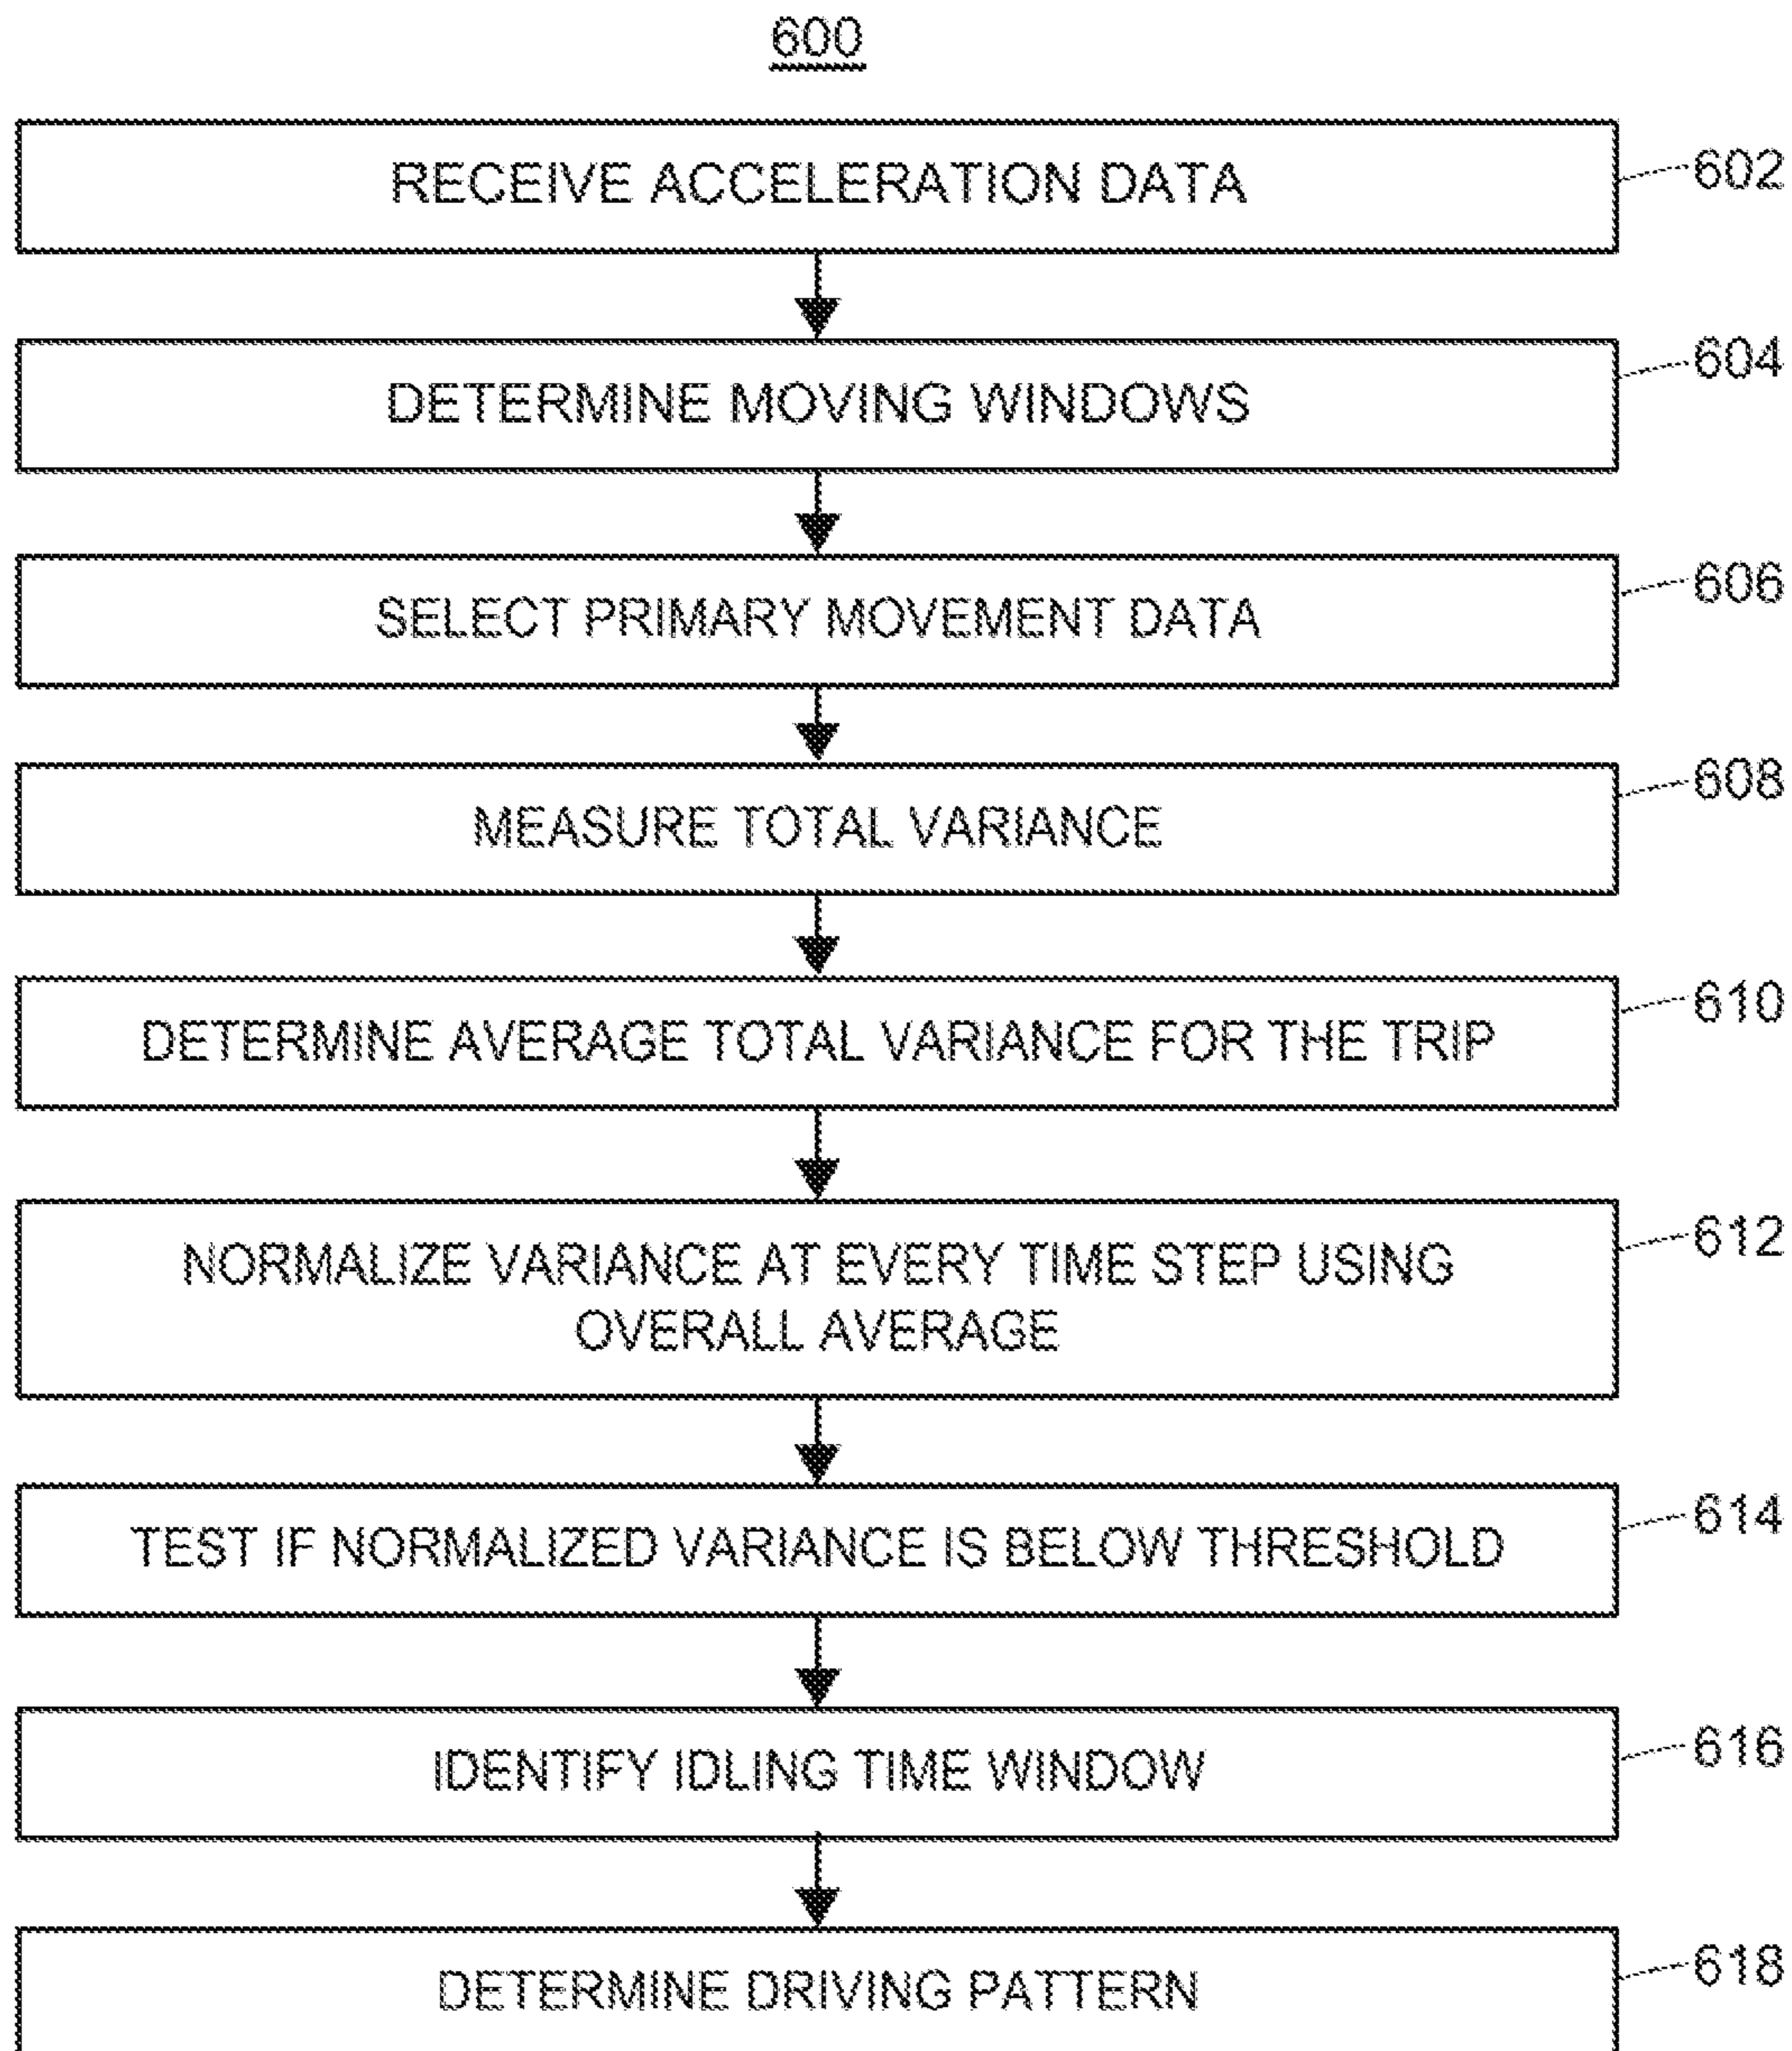 600
RECEIVE ACCELERATION DATA
602
DETERMINE MOVING WINDOWS
604
SELECT PRIMARY MOVEMENT DATA
606
MEASURE TOTAL VARIANCE
608
DETERMINE AVERAGE TOTAL VARIANCE FOR THE TRIP
610
NORMALIZE VARIANCE AT EVERY TIME STEP USING
OVERALL AVERAGE
612
TEST IF NORMALIZED VARIANCE IS BELOW THRESHOLD
614
IDENTIFY IDLING TIME WINDOW
616
DETERMINE DRIVING PATTERN
618